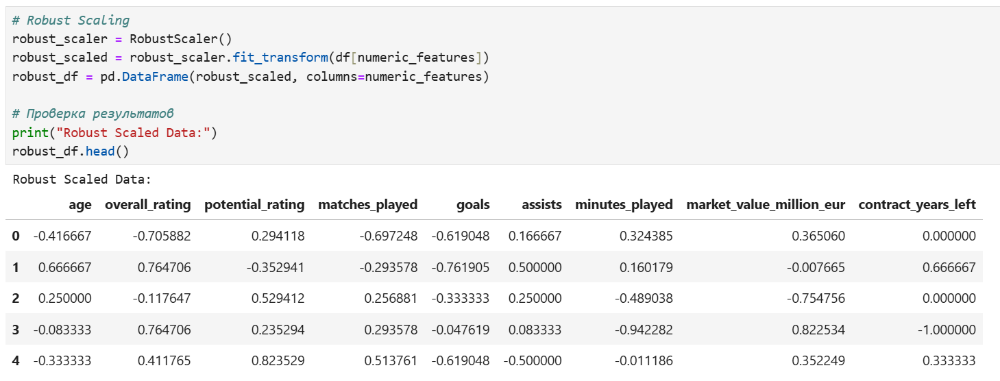 # Robust Scaling
robust_scaler = RobustScaler()
robust_scaled = robust_scaler.fit_transform(df[numeric_features])
robust_df = pd.DataFrame(robust_scaled, columns=numeric_features)
# Проверка результатов
print("Robust Scaled Data:")
robust_df.head()
Robust Scaled Data:
age overall_rating potential_rating matches_played goals assists minutes_played market_value_million_eur contract_years_left
0 -0.416667 -0.705882 0.294118 -0.697248 -0.619048 0.166667 0.324385 0.365060 0.000000
1 0.666667 0.764706 -0.352941 -0.293578 -0.761905 0.500000 0.160179 -0.007665 0.666667
2 0.250000 -0.117647 0.529412 0.256881 -0.333333 0.250000 -0.489038 -0.754756 0.000000
3 -0.083333 0.764706 0.235294 0.293578 -0.047619 0.083333 -0.942282 0.822534 -1.000000
4 -0.333333 0.411765 0.823529 0.513761 -0.619048 -0.500000 -0.011186 0.352249 0.333333